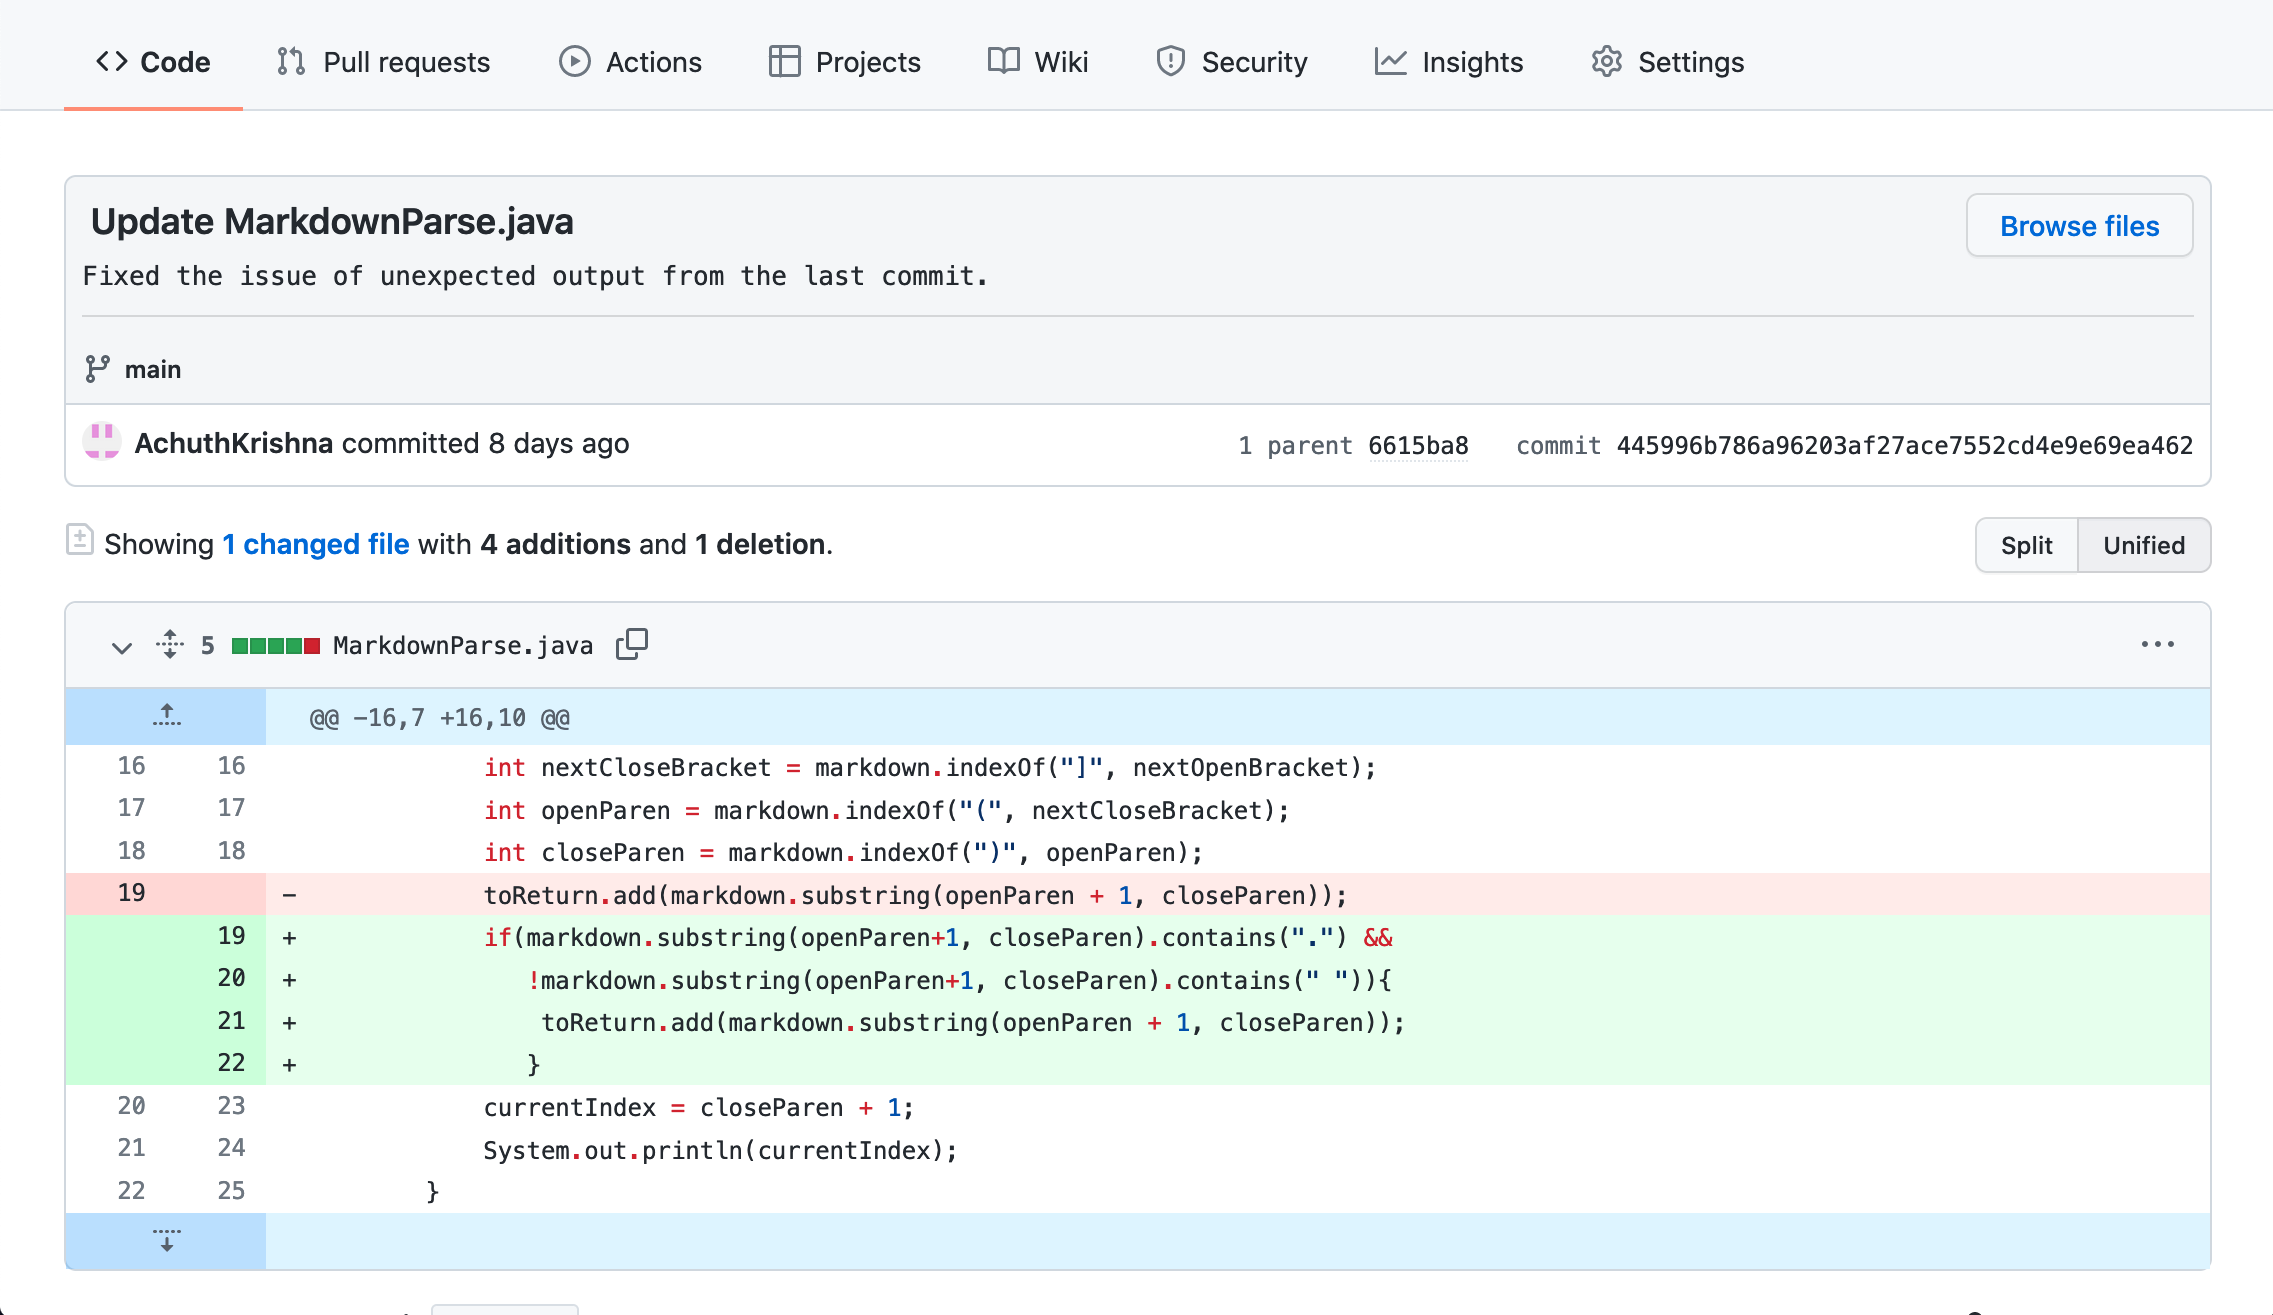 Code Pull requests Actions Projects Wiki Security Insights Settings
Update MarkdownParse.java
Browse files
Fixed the issue of unexpected output from the last commit.
main
AchuthKrishna committed 8 days ago
1 parent 6615ba8 commit 445996b786a96203af27ace7552cd4e9e69ea462
Showing 1 changed file with 4 additions and 1 deletion.
Split Unified
5 MarkdownParse.java
@@ -16,7 +16,10 @@
16 16 int nextCloseBracket = markdown.indexOf("]", nextOpenBracket);
17 17 int openParen = markdown.indexOf("(", nextCloseBracket);
18 18 int closeParen = markdown.indexOf(")", openParen);
19 - toReturn.add(markdown.substring(openParen + 1, closeParen));
19 + if(markdown.substring(openParen+1, closeParen).contains(".") &&
20 + !markdown.substring(openParen+1, closeParen).contains(" ")){
21 + toReturn.add(markdown.substring(openParen + 1, closeParen));
22 + }
20 23 currentIndex = closeParen + 1;
21 24 System.out.println(currentIndex);
22 25 }